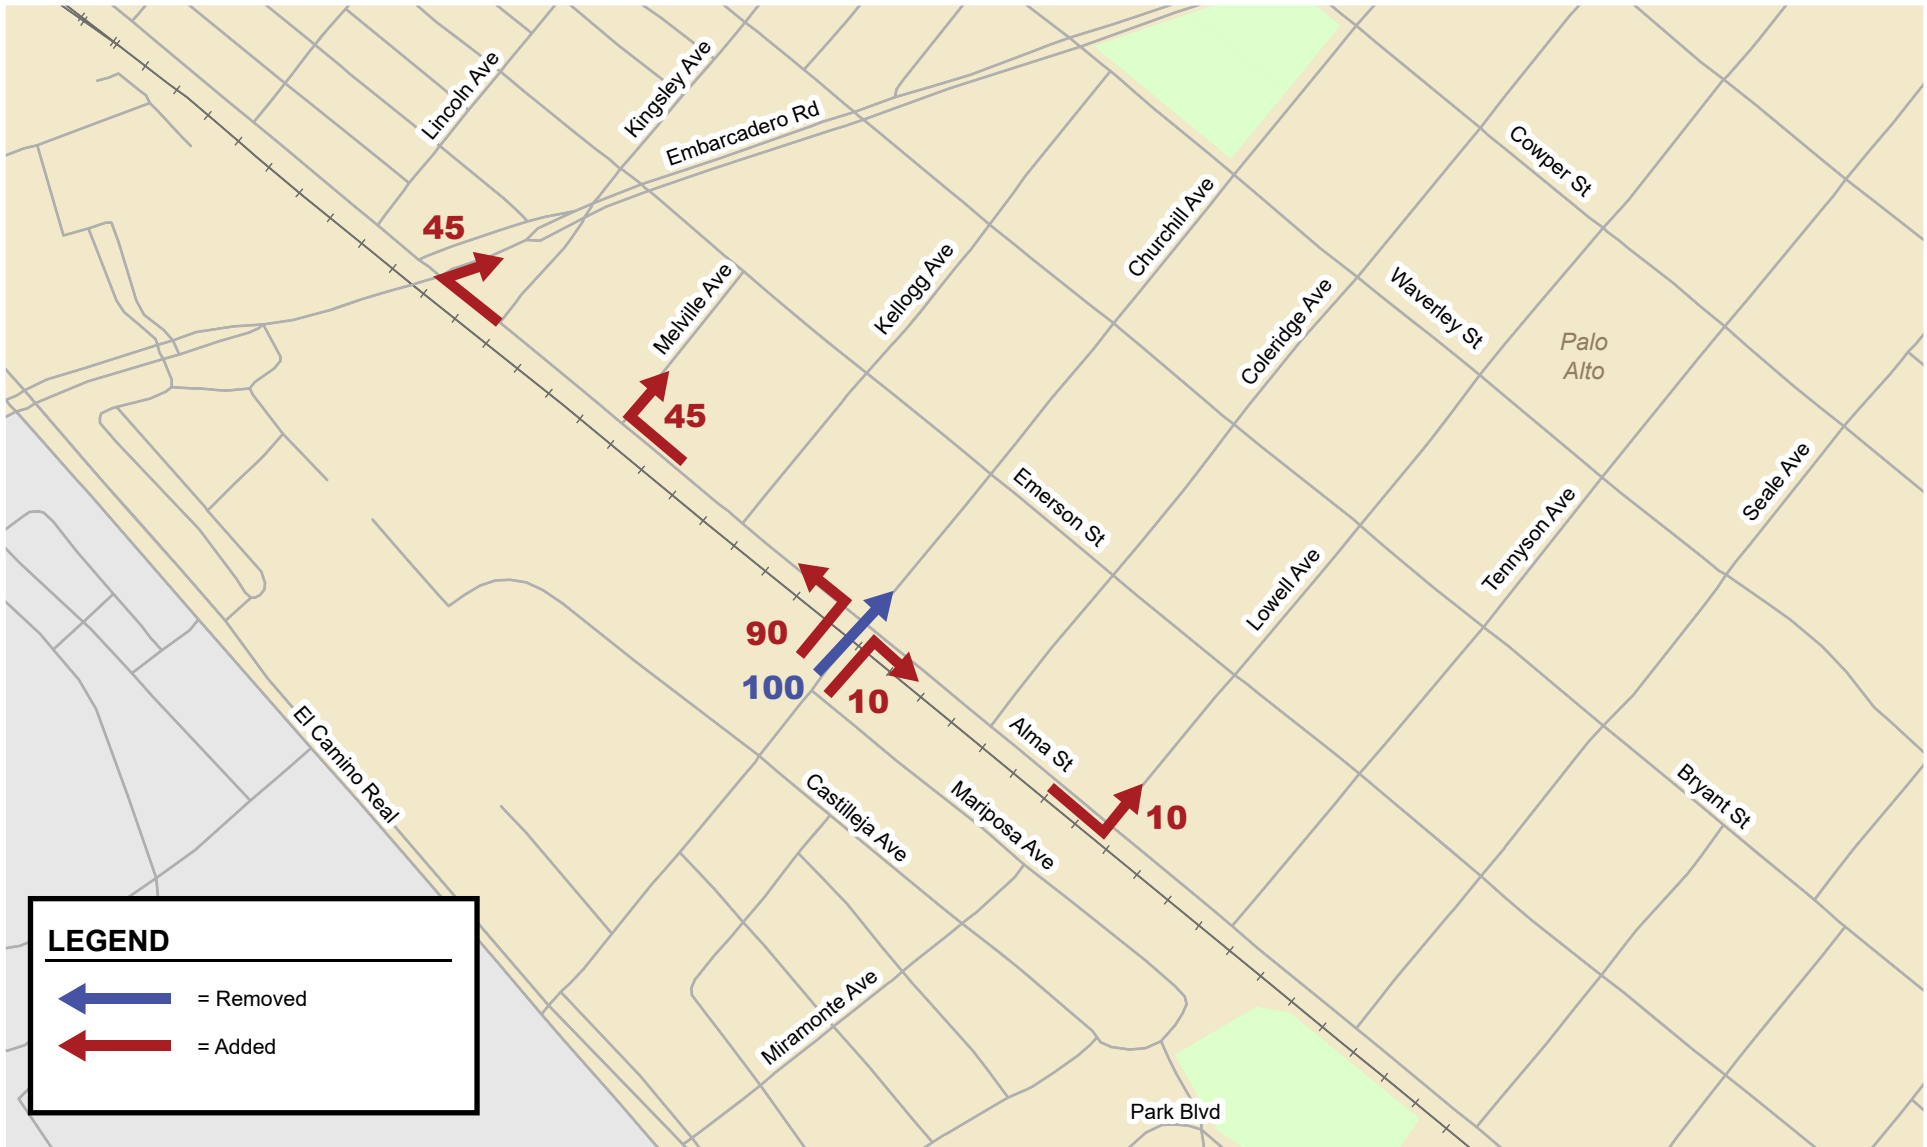 Lincoln Ave
Kingsley Ave
Embarcadero Rd
Cowper St
45
Churchill Ave
Melville Ave
Kellogg Ave
Coleridge Ave
Waverley St
Palo
Alto
45
Emerson St
Seale Ave
Tennyson Ave
Lowell Ave
90
100
10
El Camino Real
Alma St
Castilleja Ave
Mariposa Ave
10
Bryant St
LEGEND
= Removed
= Added
Miramonte Ave
Park Blvd